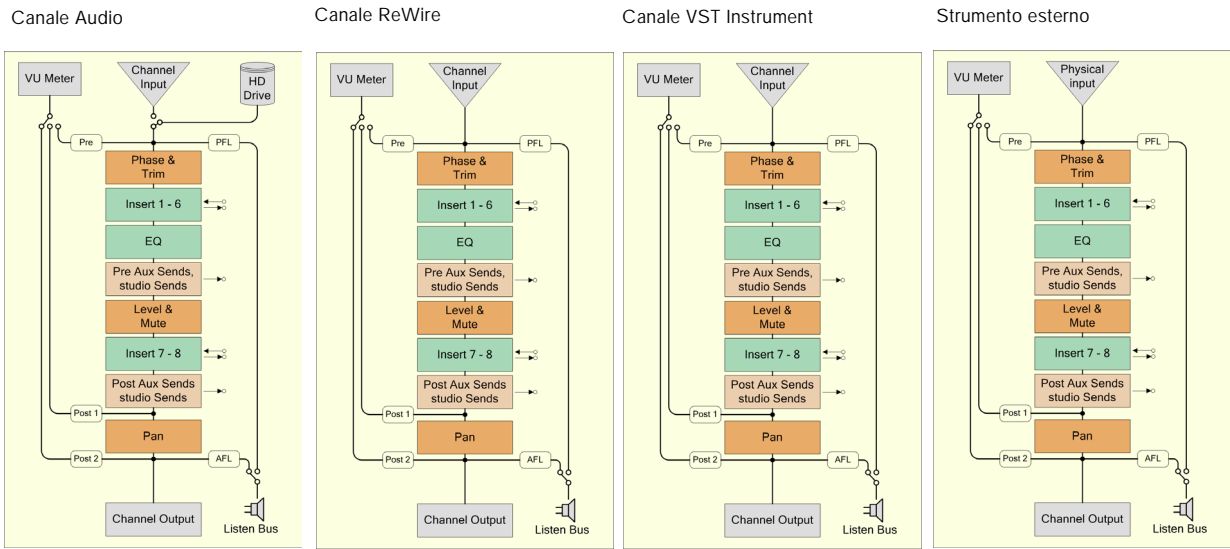 Canale Audio
VU Meter
Channel
Input
HD
Drive
Pre
PFL
Phase &
Trim
Insert 1 - 6
EQ
Pre Aux Sends,
studio Sends
Level &
Mute
Insert 7 - 8
Post Aux Sends
studio Sends
Post 1
Pan
Post 2
AFL
Channel Output
Listen Bus
Canale ReWire
VU Meter
Channel
Input
Pre
PFL
Phase &
Trim
Insert 1 - 6
EQ
Pre Aux Sends,
studio Sends
Level &
Mute
Insert 7 - 8
Post Aux Sends
studio Sends
Post 1
Pan
Post 2
AFL
Channel Output
Listen Bus
Canale VST Instrument
VU Meter
Channel
Input
Pre
PFL
Phase &
Trim
Insert 1 - 6
EQ
Pre Aux Sends,
studio Sends
Level &
Mute
Insert 7 - 8
Post Aux Sends
studio Sends
Post 1
Pan
Post 2
AFL
Channel Output
Listen Bus
Strumento esterno
VU Meter
Physical
input
Pre
PFL
Phase &
Trim
Insert 1 - 6
EQ
Pre Aux Sends,
studio Sends
Level &
Mute
Insert 7 - 8
Post Aux Sends
studio Sends
Post 1
Pan
Post 2
AFL
Channel Output
Listen Bus